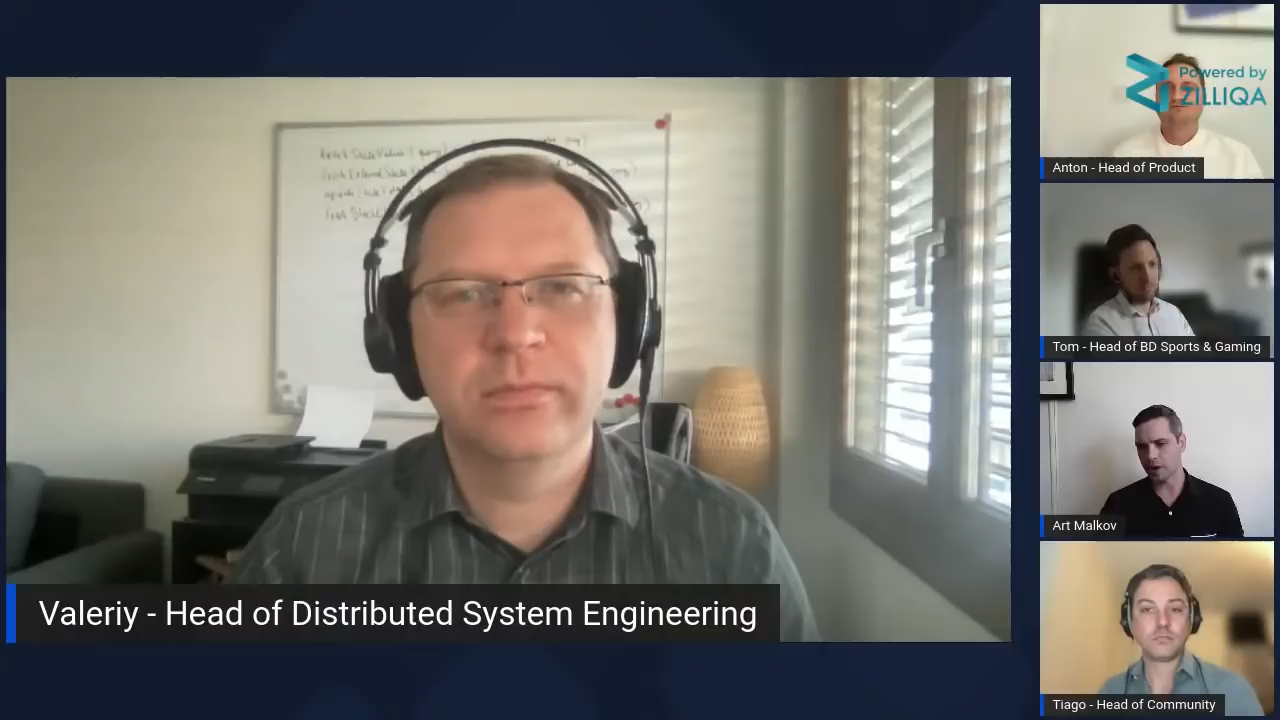 Valeriy - Head of Distributed System Engineering
Powered by
ZILLIQA
Anton - Head of Product
Tom - Head of BD Sports & Gaming
Art Malkov
Tiago - Head of Community